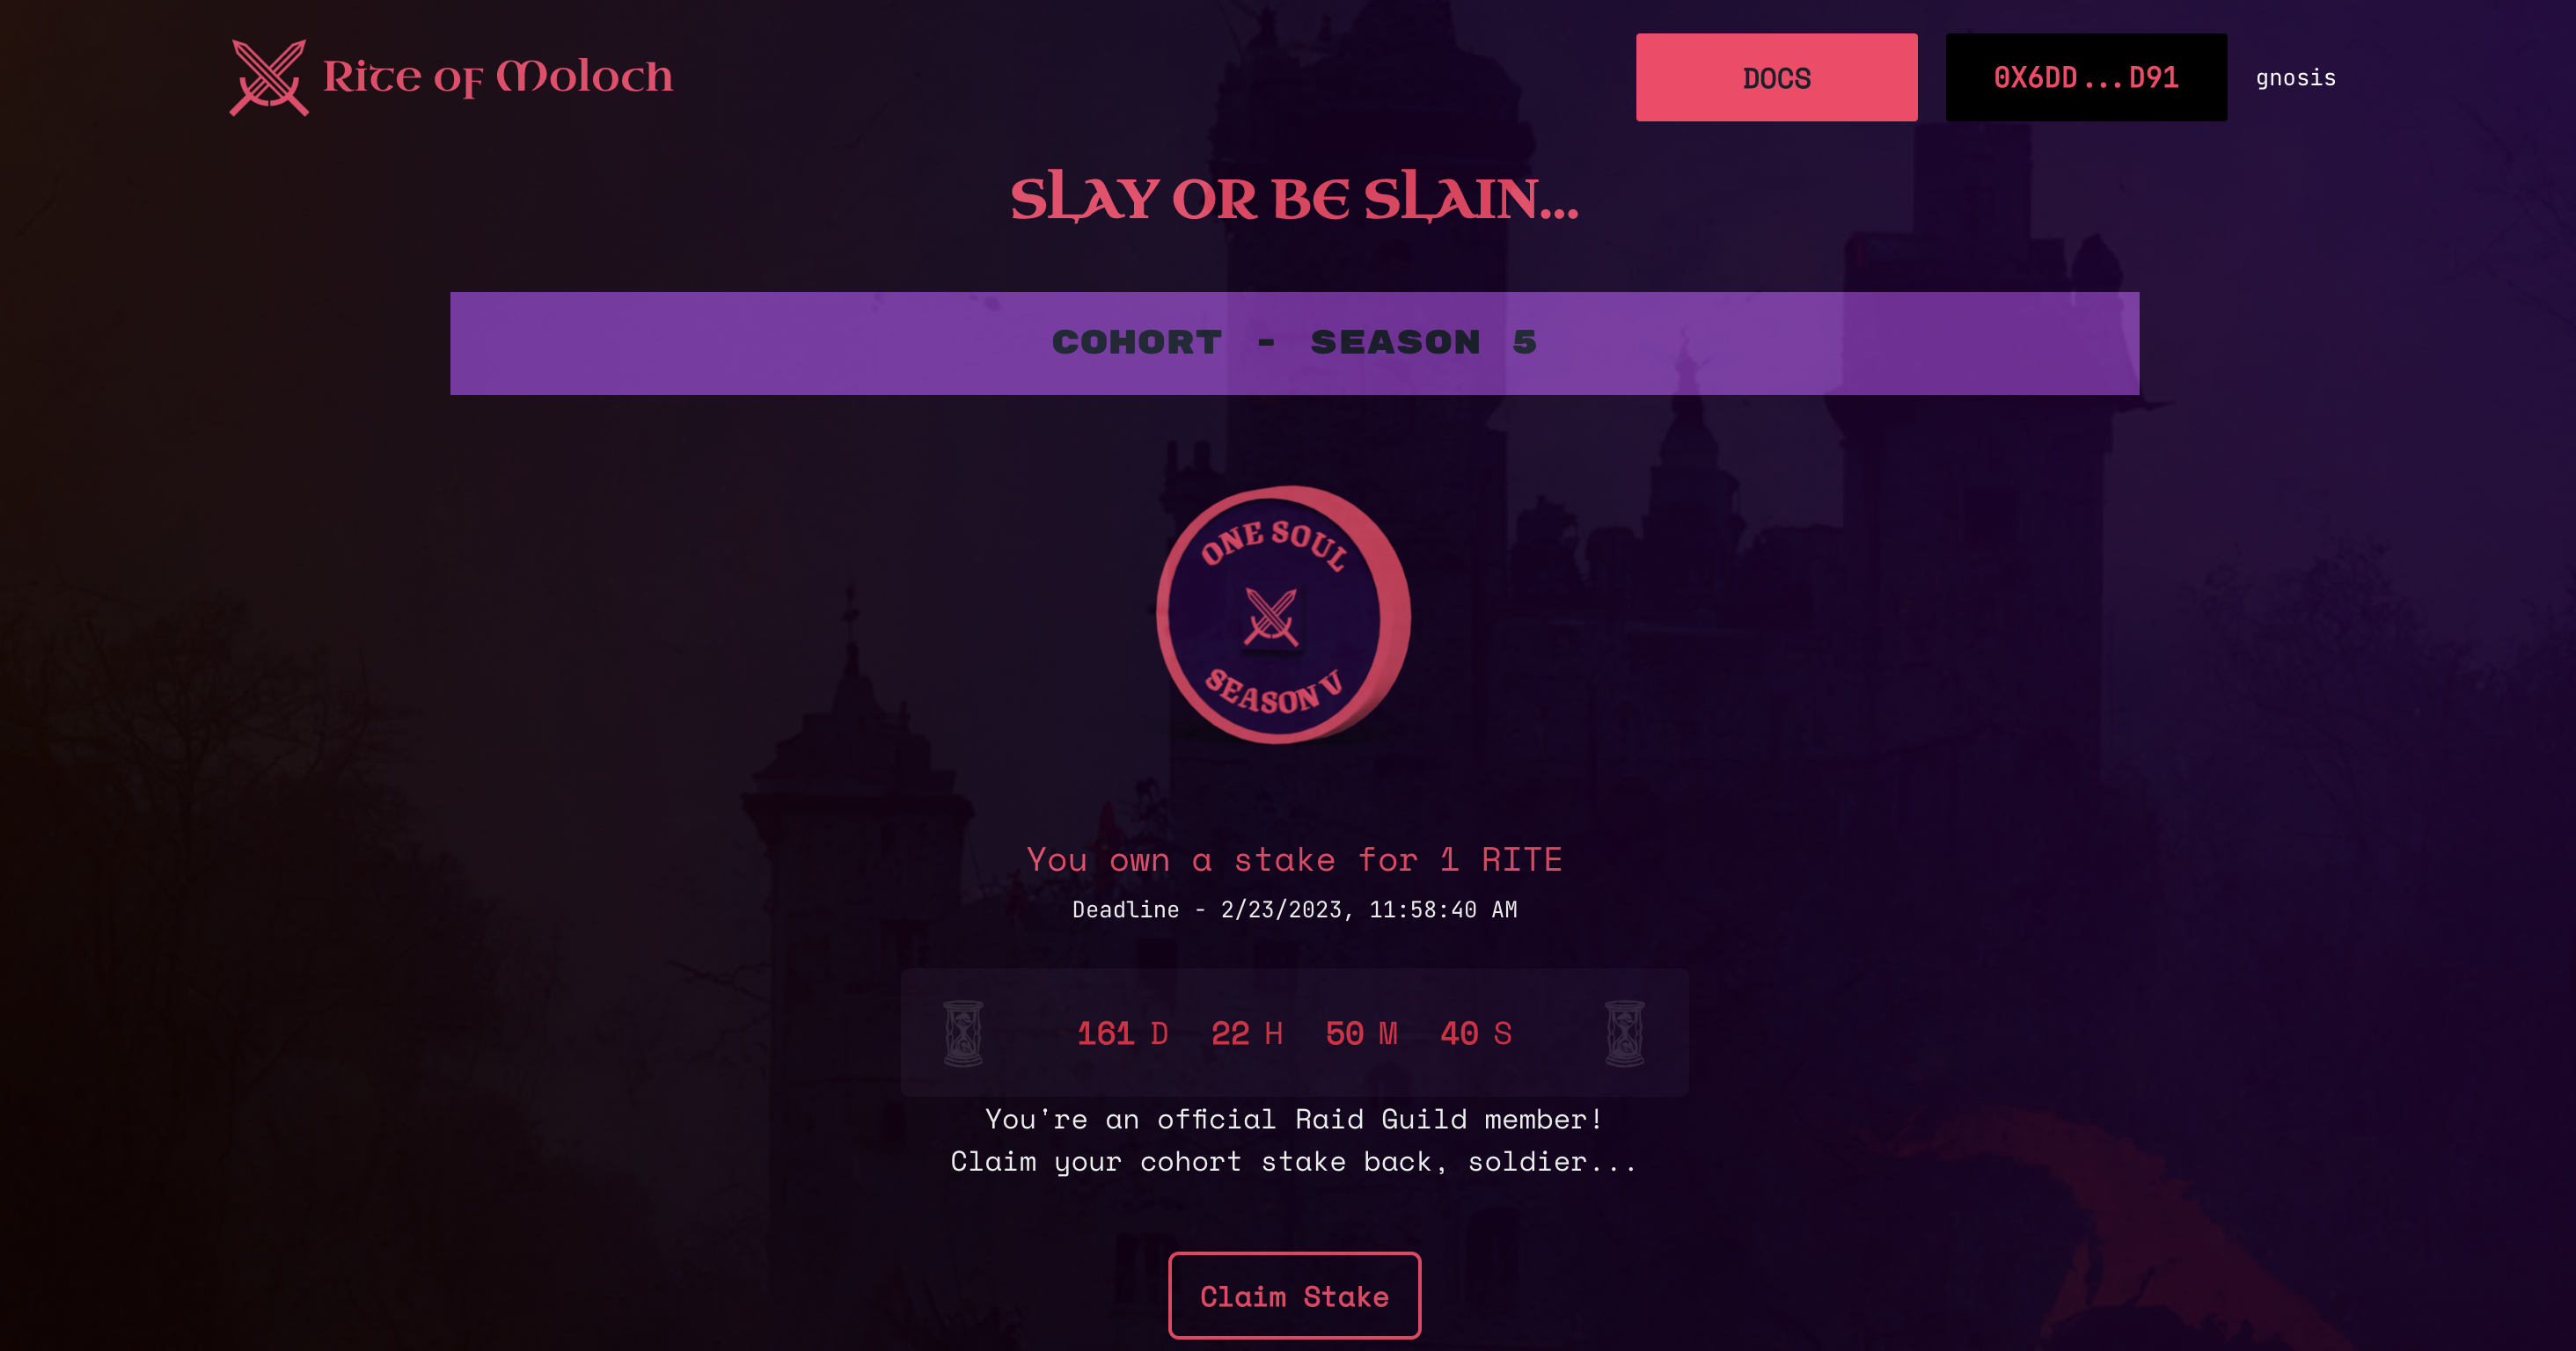 Rite of Moloch
DOCS
0X6DD...D91
gnosis
SLAY OR BE SLAIN...
COHORT - SEASON 5
ONE SOUL
SEASON V
You own a stake for 1 RITE
Deadline - 2/23/2023, 11:58:40 AM
161 D 22 H 50 M 40 S
You're an official Raid Guild member!
Claim your cohort stake back, soldier...
Claim Stake